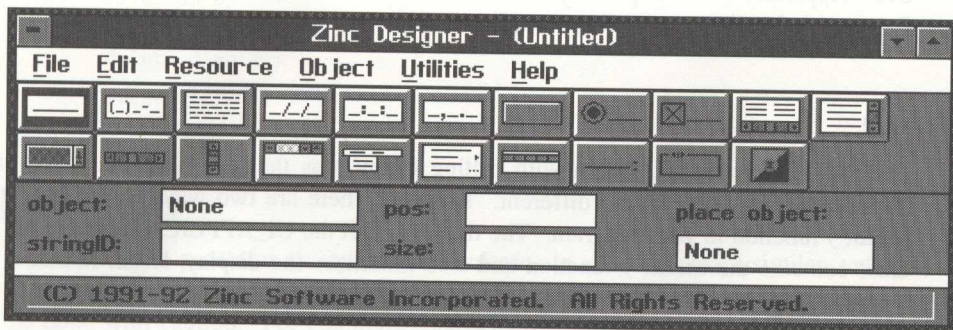 Zinc Designer - (Untitled)
File Edit Resource Object Utilities Help
(_)_-_ _/_/_ _:_:_ _,_._
object: None pos: place object:
stringID: size: None
(C) 1991-92 Zinc Software Incorporated. All Rights Reserved.